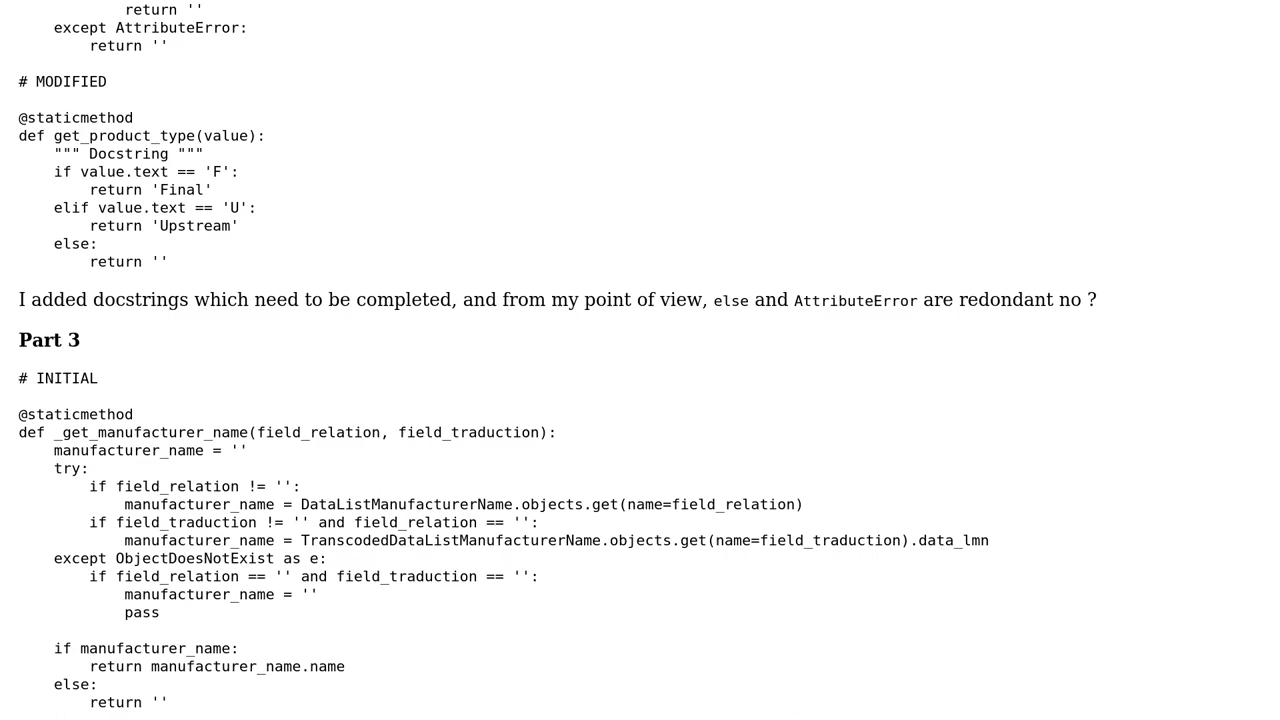 return ''
    except AttributeError:
        return ''

# MODIFIED

@staticmethod
def get_product_type(value):
    """ Docstring """
    if value.text == 'F':
        return 'Final'
    elif value.text == 'U':
        return 'Upstream'
    else:
        return ''

I added docstrings which need to be completed, and from my point of view, else and AttributeError are redondant no ?

Part 3

# INITIAL

@staticmethod
def _get_manufacturer_name(field_relation, field_traduction):
    manufacturer_name = ''
    try:
        if field_relation != '':
            manufacturer_name = DataListManufacturerName.objects.get(name=field_relation)
        if field_traduction != '' and field_relation == '':
            manufacturer_name = TranscodedDataListManufacturerName.objects.get(name=field_traduction).data_lmn
    except ObjectDoesNotExist as e:
        if field_relation == '' and field_traduction == '':
            manufacturer_name = ''
            pass

    if manufacturer_name:
        return manufacturer_name.name
    else:
        return ''